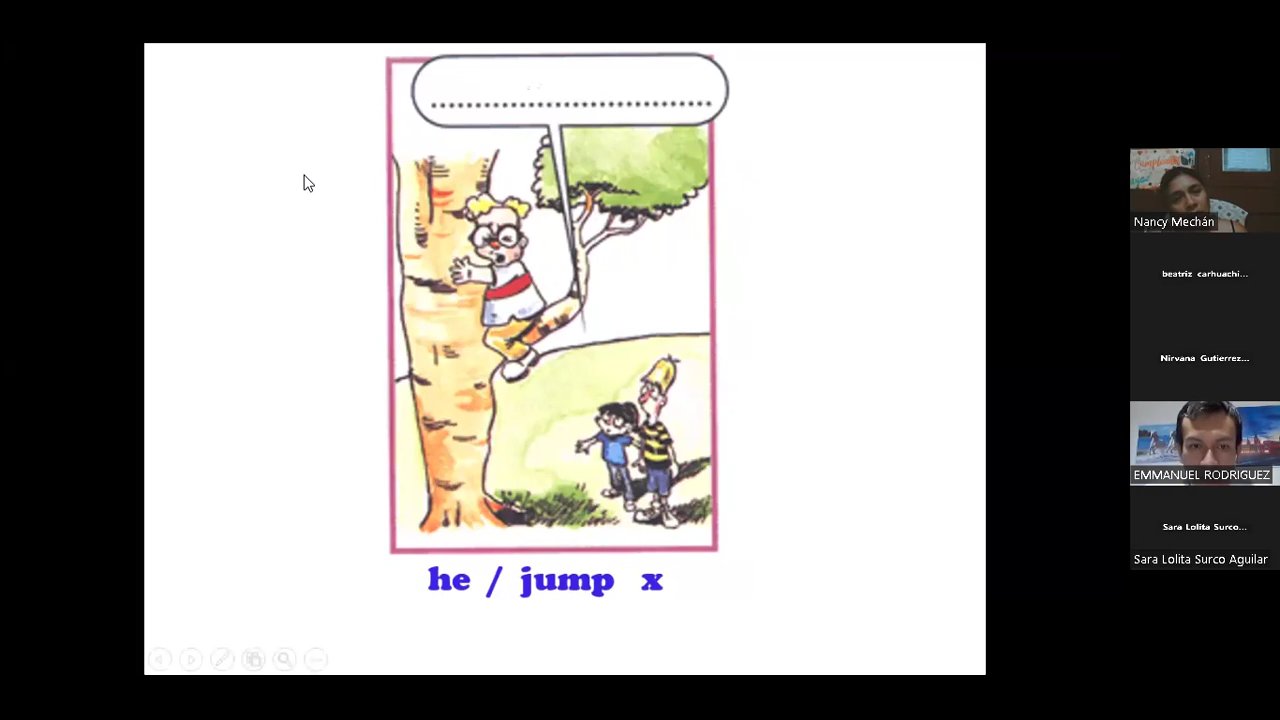 he / jump x
Nancy Mechán
beatriz carhuachi...
Nirvana Gutierrez...
EMMANUEL RODRIGUEZ
Sara Lolita Surco...
Sara Lolita Surco Aguilar